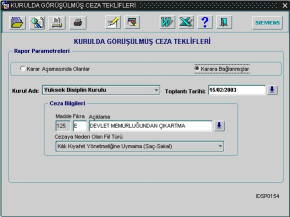 KURULDA GÖRÜŞÜLMÜŞ CEZA TEKLİFLERİ
SIEMENS
KURULDA GÖRÜŞÜLMÜŞ CEZA TEKLİFLERİ
Rapor Parametreleri
Karar Aşamasında Olanlar
Karara Bağlanmışlar
Kurul Adı: Yüksek Disiplin Kurulu Toplantı Tarihi: 15/02/2003
Ceza Bilgileri
Madde Fıkra Açıklama
125 E DEVLET MEMURLUĞUNDAN ÇIKARTMA
Cezaya Neden Olan Fiil Türü
Kılık Kıyafet Yönetmeliğine Uymama (Saç-Sakal)
IDSP0154